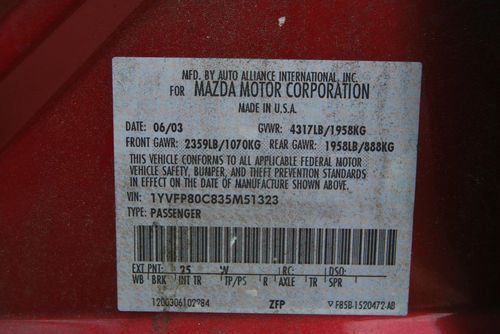 MFD. BY AUTO ALLIANCE INTERNATIONAL, INC.
FOR MAZDA MOTOR CORPORATION
MADE IN U.S.A.
DATE: 06/03 GVWR: 4317LB/1958KG
FRONT GAWR: 2359LB/1070KG REAR GAWR: 1958LB/888KG
THIS VEHICLE CONFORMS TO ALL APPLICABLE FEDERAL MOTOR
VEHICLE SAFETY, BUMPER, AND THEFT PREVENTION STANDARDS
IN EFFECT ON THE DATE OF MANUFACTURE SHOWN ABOVE.
VIN: 1YVFP80C835M51323
TYPE: PASSENGER
EXT PNT: 25 W RC: DSO:
WB BRK INT TR TP/PS R AXLE TR SPR
1200306102984 ZFP F85B-1520472-AB